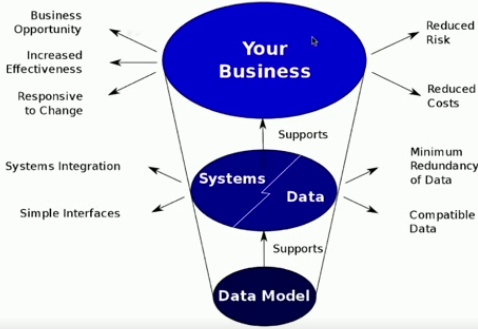 Business
Opportunity
Increased
Effectiveness
Responsive
to Change
Your
Business
Reduced
Risk
Reduced
Costs
Supports
Systems Integration
Simple Interfaces
Systems
Data
Minimum
Redundancy
of Data
Compatible
Data
Supports
Data Model